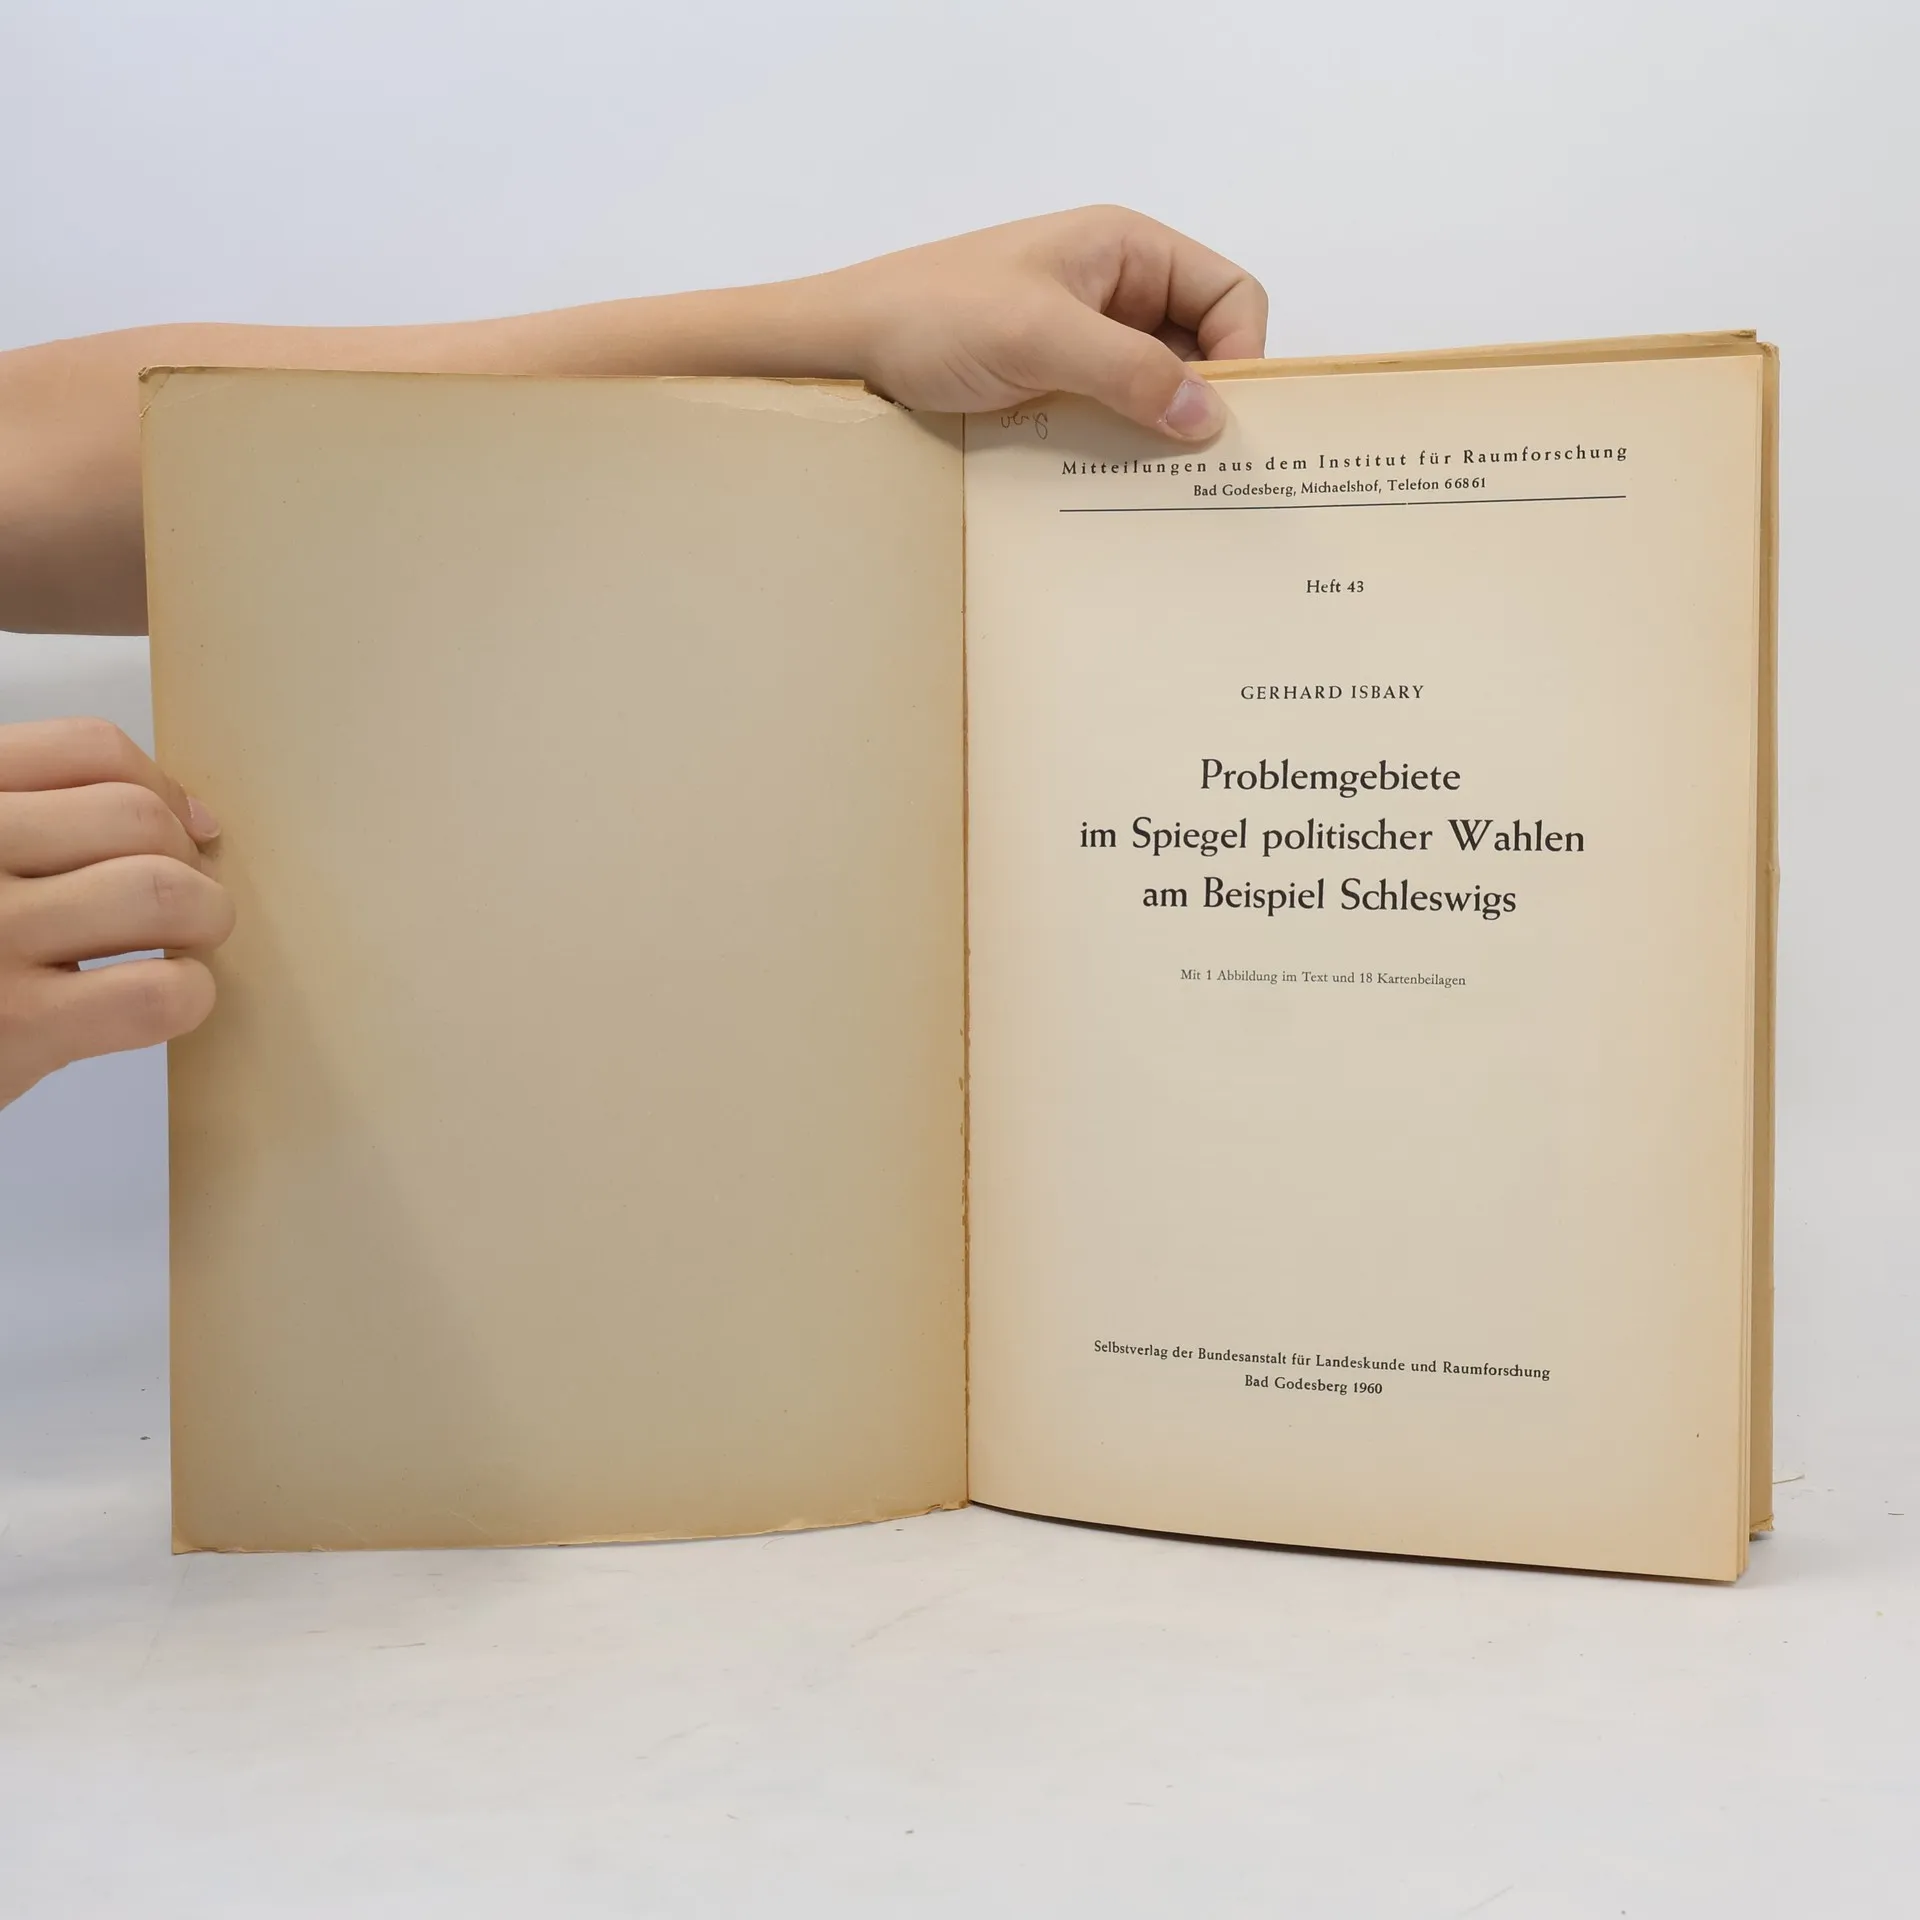 Mitteilungen aus dem Institut für Raumforschung
Bad Godesberg, Michaelshof, Telefon 66861
Heft 43
GERHARD ISBARY
Problemgebiete
im Spiegel politischer Wahlen
am Beispiel Schleswigs
Mit 1 Abbildung im Text und 18 Kartenbeilagen
Selbstverlag der Bundesanstalt für Landeskunde und Raumforschung
Bad Godesberg 1960